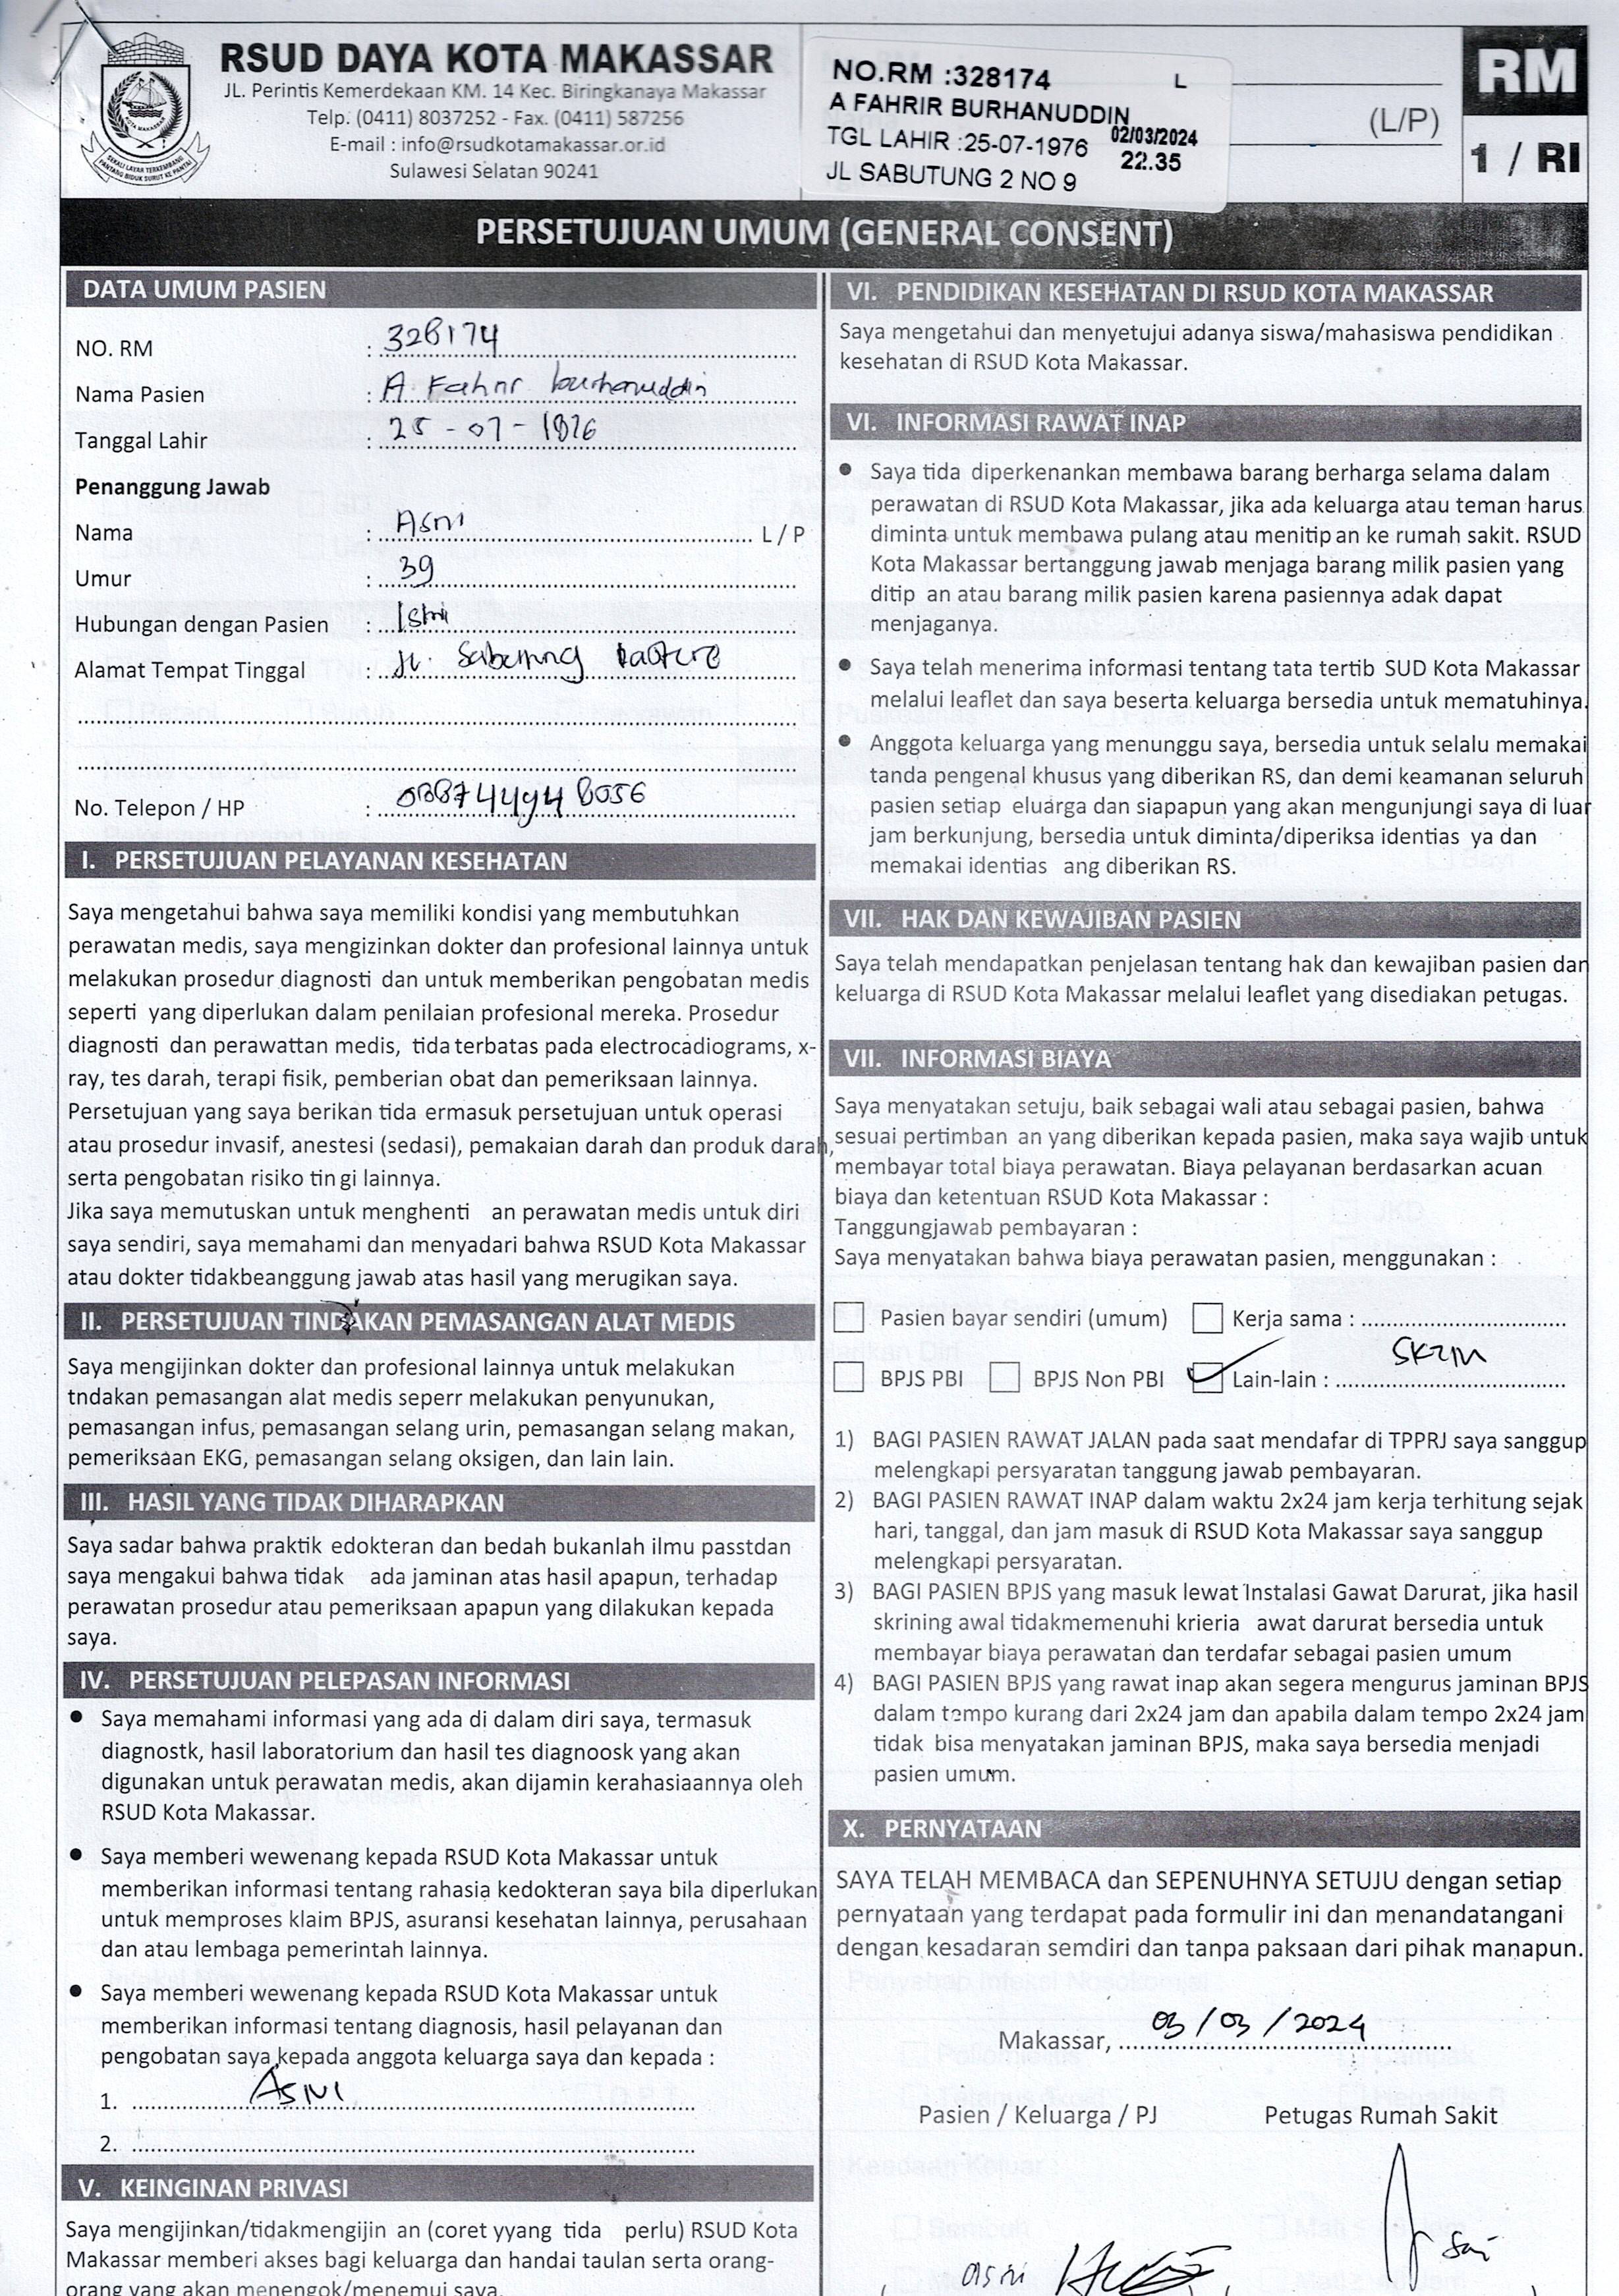 RSUD DAYA KOTA MAKASSAR
JL. Perintis Kemerdekaan KM. 14 Kec. Biringkanaya Makassar
Telp. (0411) 8037252 - Fax. (0411) 587256
E-mail : info@rsudkotamakassar.or.id
Sulawesi Selatan 90241
NO.RM :328174 L
A FAHRIR BURHANUDDIN
TGL LAHIR :25-07-1976 02/03/2024
22.35
JL SABUTUNG 2 NO 9
(L/P)
RM
1 / RI
PERSETUJUAN UMUM (GENERAL CONSENT)
DATA UMUM PASIEN
NO. RM : 328174
Nama Pasien : A Fahrir burhanuddin
Tanggal Lahir : 25 - 07 - 1976
Penanggung Jawab
Nama : Asni L / P
Umur : 39
Hubungan dengan Pasien : Istri
Alamat Tempat Tinggal : Jl. Sabutung
No. Telepon / HP :
I. PERSETUJUAN PELAYANAN KESEHATAN
Saya mengetahui bahwa saya memiliki kondisi yang membutuhkan
perawatan medis, saya mengizinkan dokter dan profesional lainnya untuk
melakukan prosedur diagnosti dan untuk memberikan pengobatan medis
seperti yang diperlukan dalam penilaian profesional mereka. Prosedur
diagnosti dan perawattan medis, tida terbatas pada electrocadiograms, x-
ray, tes darah, terapi fisik, pemberian obat dan pemeriksaan lainnya.
Persetujuan yang saya berikan tida ermasuk persetujuan untuk operasi
atau prosedur invasif, anestesi (sedasi), pemakaian darah dan produk darah,
serta pengobatan risiko tin gi lainnya.
Jika saya memutuskan untuk menghenti an perawatan medis untuk diri
saya sendiri, saya memahami dan menyadari bahwa RSUD Kota Makassar
atau dokter tidakbeanggung jawab atas hasil yang merugikan saya.
II. PERSETUJUAN TINDAKAN PEMASANGAN ALAT MEDIS
Saya mengijinkan dokter dan profesional lainnya untuk melakukan
tndakan pemasangan alat medis seperr melakukan penyunukan,
pemasangan infus, pemasangan selang urin, pemasangan selang makan,
pemeriksaan EKG, pemasangan selang oksigen, dan lain lain.
III. HASIL YANG TIDAK DIHARAPKAN
Saya sadar bahwa praktik edokteran dan bedah bukanlah ilmu passtdan
saya mengakui bahwa tidak ada jaminan atas hasil apapun, terhadap
perawatan prosedur atau pemeriksaan apapun yang dilakukan kepada
saya.
IV. PERSETUJUAN PELEPASAN INFORMASI
• Saya memahami informasi yang ada di dalam diri saya, termasuk
diagnostk, hasil laboratorium dan hasil tes diagnoosk yang akan
digunakan untuk perawatan medis, akan dijamin kerahasiaannya oleh
RSUD Kota Makassar.
• Saya memberi wewenang kepada RSUD Kota Makassar untuk
memberikan informasi tentang rahasia kedokteran saya bila diperlukan
untuk memproses klaim BPJS, asuransi kesehatan lainnya, perusahaan
dan atau lembaga pemerintah lainnya.
• Saya memberi wewenang kepada RSUD Kota Makassar untuk
memberikan informasi tentang diagnosis, hasil pelayanan dan
pengobatan saya kepada anggota keluarga saya dan kepada :
1. Asni
2.
V. KEINGINAN PRIVASI
Saya mengijinkan/tidakmengijin an (coret yyang tida perlu) RSUD Kota
Makassar memberi akses bagi keluarga dan handai taulan serta orang-
orang yang akan menengok/menemui saya.
VI. PENDIDIKAN KESEHATAN DI RSUD KOTA MAKASSAR
Saya mengetahui dan menyetujui adanya siswa/mahasiswa pendidikan
kesehatan di RSUD Kota Makassar.
VI. INFORMASI RAWAT INAP
• Saya tida diperkenankan membawa barang berharga selama dalam
perawatan di RSUD Kota Makassar, jika ada keluarga atau teman harus
diminta untuk membawa pulang atau menitip an ke rumah sakit. RSUD
Kota Makassar bertanggung jawab menjaga barang milik pasien yang
ditip an atau barang milik pasien karena pasiennya adak dapat
menjaganya.
• Saya telah menerima informasi tentang tata tertib SUD Kota Makassar
melalui leaflet dan saya beserta keluarga bersedia untuk mematuhinya.
• Anggota keluarga yang menunggu saya, bersedia untuk selalu memakai
tanda pengenal khusus yang diberikan RS, dan demi keamanan seluruh
pasien setiap eluarga dan siapapun yang akan mengunjungi saya di luar
jam berkunjung, bersedia untuk diminta/diperiksa identias ya dan
memakai identias ang diberikan RS.
VII. HAK DAN KEWAJIBAN PASIEN
Saya telah mendapatkan penjelasan tentang hak dan kewajiban pasien dan
keluarga di RSUD Kota Makassar melalui leaflet yang disediakan petugas.
VII. INFORMASI BIAYA
Saya menyatakan setuju, baik sebagai wali atau sebagai pasien, bahwa
sesuai pertimban an yang diberikan kepada pasien, maka saya wajib untuk
membayar total biaya perawatan. Biaya pelayanan berdasarkan acuan
biaya dan ketentuan RSUD Kota Makassar :
Tanggungjawab pembayaran :
Saya menyatakan bahwa biaya perawatan pasien, menggunakan :
Pasien bayar sendiri (umum) Kerja sama :
BPJS PBI BPJS Non PBI Lain-lain : SKTM
1) BAGI PASIEN RAWAT JALAN pada saat mendafar di TPPRJ saya sanggup
melengkapi persyaratan tanggung jawab pembayaran.
2) BAGI PASIEN RAWAT INAP dalam waktu 2x24 jam kerja terhitung sejak
hari, tanggal, dan jam masuk di RSUD Kota Makassar saya sanggup
melengkapi persyaratan.
3) BAGI PASIEN BPJS yang masuk lewat Instalasi Gawat Darurat, jika hasil
skrining awal tidakmemenuhi krieria awat darurat bersedia untuk
membayar biaya perawatan dan terdafar sebagai pasien umum
4) BAGI PASIEN BPJS yang rawat inap akan segera mengurus jaminan BPJS
dalam tempo kurang dari 2x24 jam dan apabila dalam tempo 2x24 jam
tidak bisa menyatakan jaminan BPJS, maka saya bersedia menjadi
pasien umum.
X. PERNYATAAN
SAYA TELAH MEMBACA dan SEPENUHNYA SETUJU dengan setiap
pernyataan yang terdapat pada formulir ini dan menandatangani
dengan kesadaran semdiri dan tanpa paksaan dari pihak manapun.
Makassar, 03/03/2024
Pasien / Keluarga / PJ Petugas Rumah Sakit
asni